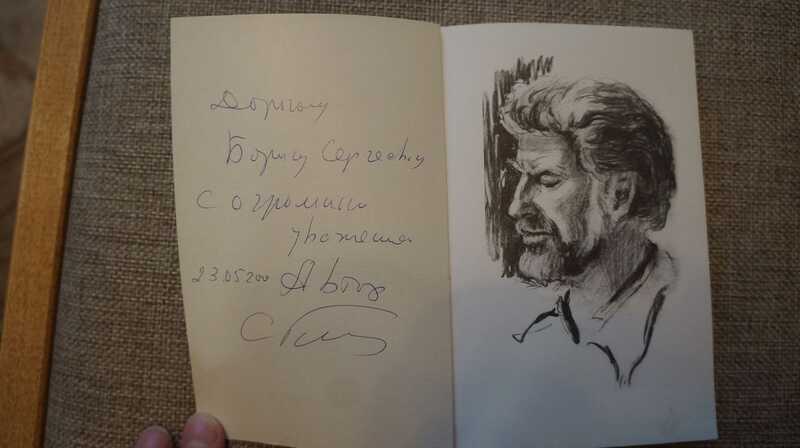 Дорогому
Борису Сергеевичу
с огромным
уважением
23.05.200 Автор